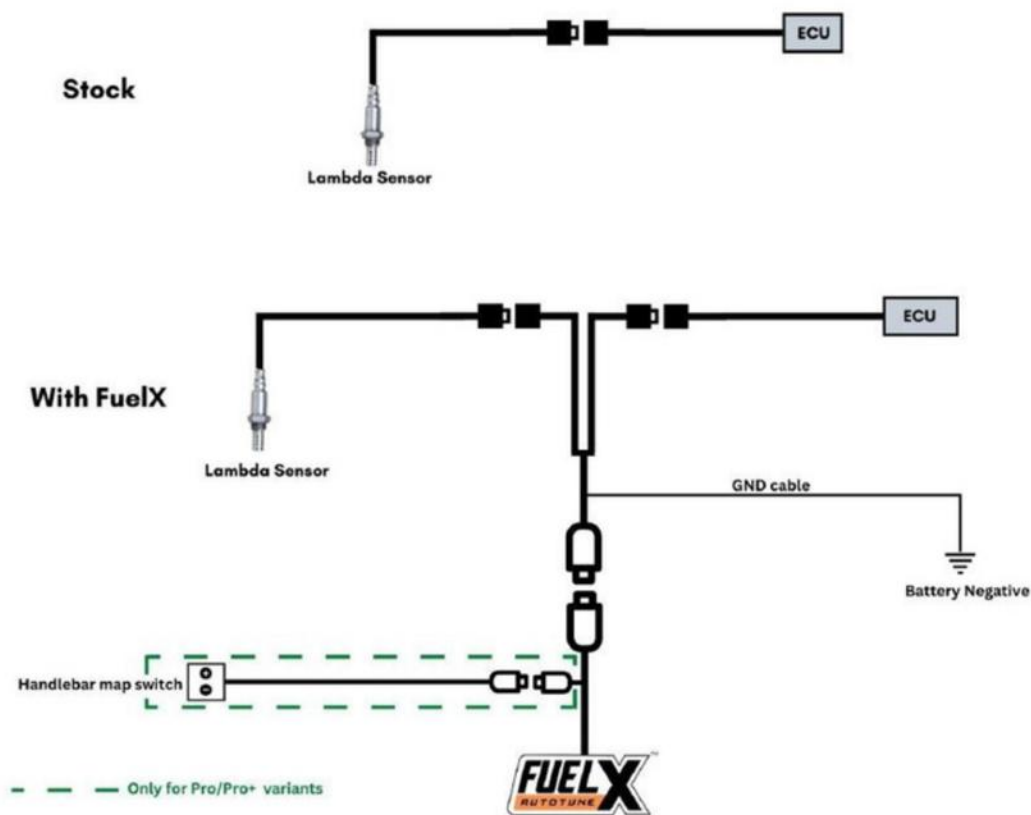 ECU
Stock
Lambda Sensor
ECU
With FuelX
Lambda Sensor
GND cable
Battery Negative
Handlebar map switch
Only for Pro/Pro+ variants
FUEL X
AUTOTUNE